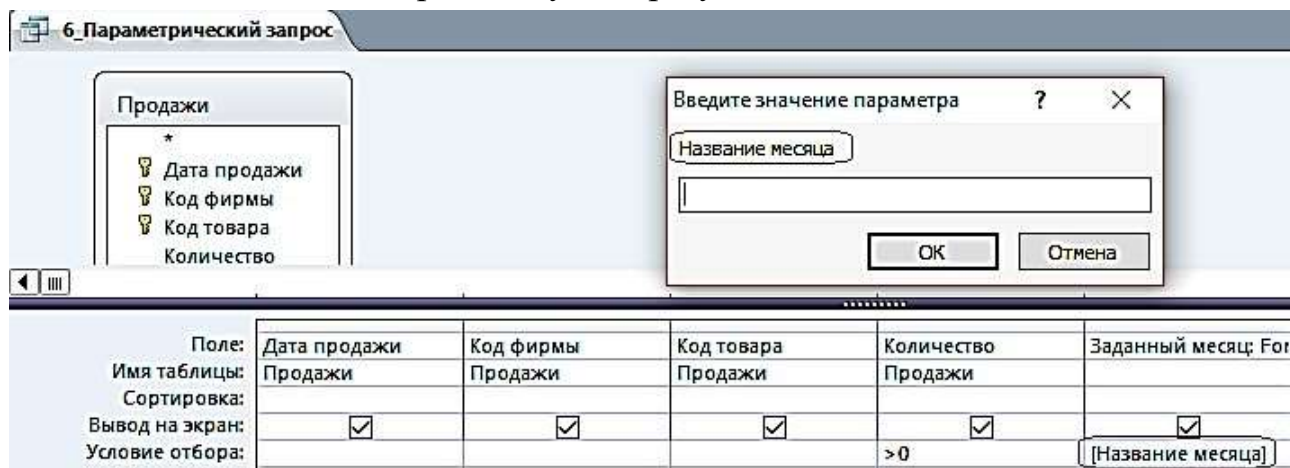 6_Параметрический запрос
Продажи
*
Дата продажи
Код фирмы
Код товара
Количество
Введите значение параметра ? ×
Название месяца
ОК Отмена
Поле: Дата продажи Код фирмы Код товара Количество Заданный месяц: For
Имя таблицы: Продажи Продажи Продажи Продажи
Сортировка:
Вывод на экран:
Условие отбора: >0 [Название месяца]